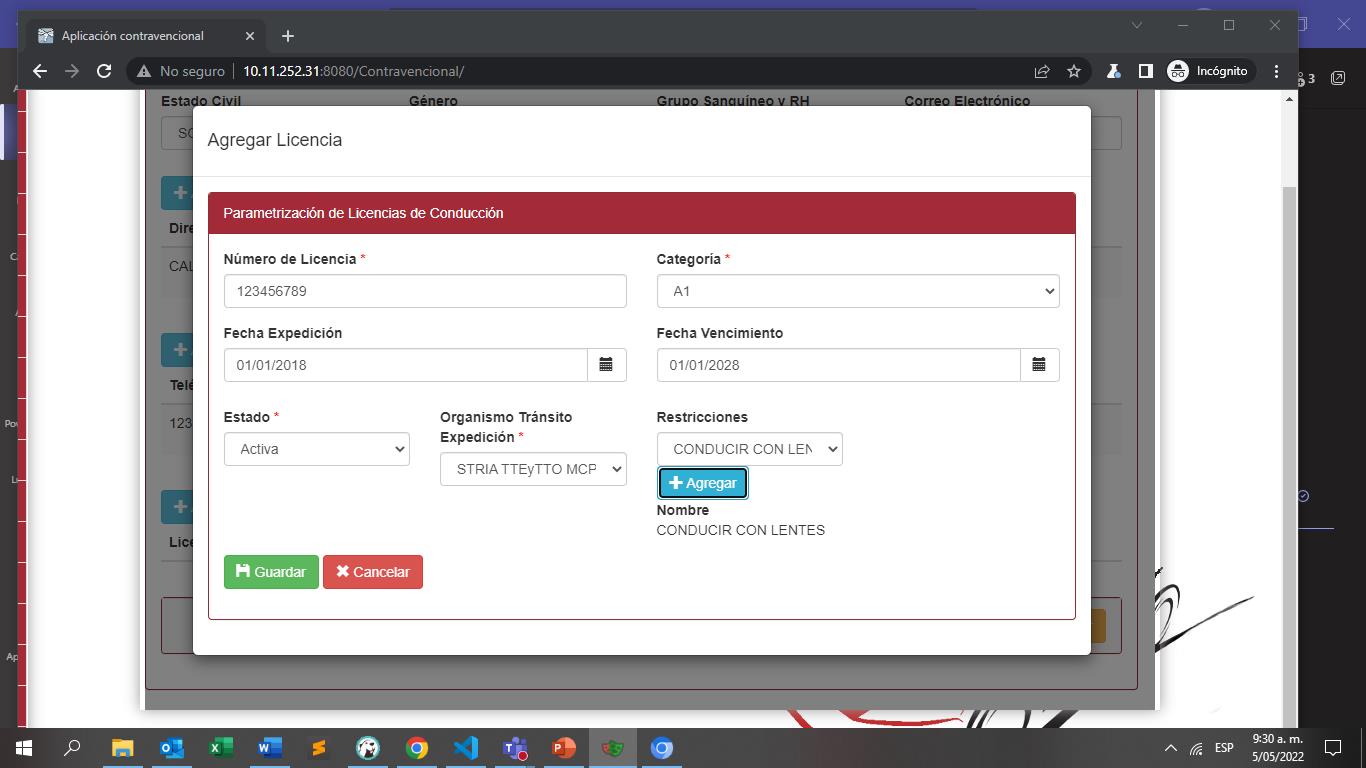 Aplicación contravencional
No seguro
10.11.252.31:8080/Contravencional/
Incógnito
3
Estado Civil
Género
Grupo Sanguíneo y RH
Correo Electrónico
Agregar Licencia
Parametrización de Licencias de Conducción
Número de Licencia *
Categoría *
123456789
A1
Fecha Expedición
Fecha Vencimiento
01/01/2018
01/01/2028
Estado *
Organismo Tránsito
Expedición *
Restricciones
Activa
STRIA TTEyTTO MCP
CONDUCIR CON LEN
Agregar
Nombre
CONDUCIR CON LENTES
Guardar
Cancelar
SO
Dire
CAL
Telé
123
Lice
ESP
9:30 a. m.
5/05/2022